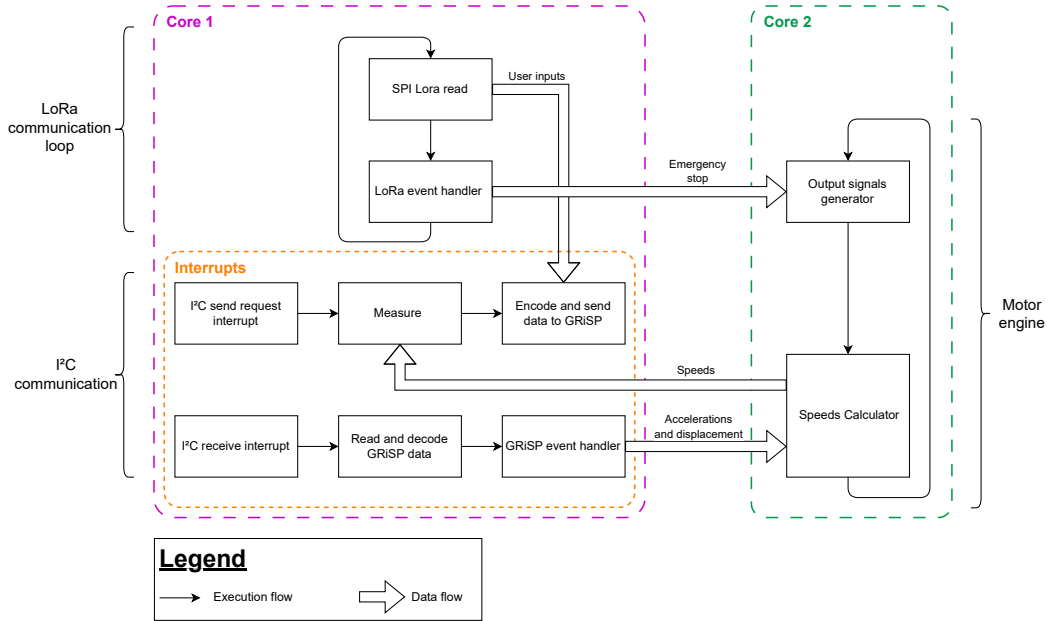 Core 1
Core 2
LoRa
communication
loop
SPI Lora read
User inputs
LoRa event handler
Emergency
stop
Output signals
generator
Interrupts
I²C send request
interrupt
Measure
Encode and send
data to GRiSP
I²C
communication
Speeds
Motor
engine
Speeds Calculator
I²C receive interrupt
Read and decode
GRiSP data
GRiSP event handler
Accelerations
and displacement
Legend
Execution flow
Data flow